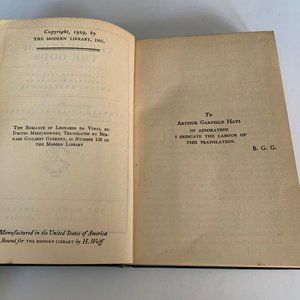 Copyright, 1929, by
THE MODERN LIBRARY, INC.
THE ROMANCE OF LEONARDO DA VINCI, BY
DMITRI MEREJKOWSKI, TRANSLATED BY BER-
NARD GUILBERT GUERNEY, IS NUMBER 138 IN
THE MODERN LIBRARY
Manufactured in the United States of America
Bound for THE MODERN LIBRARY by H. Wolff
To
ARTHUR GARFIELD HAYS
IN ADMIRATION
I DEDICATE THE LABOUR OF
THIS TRANSLATION.
B. G. G.